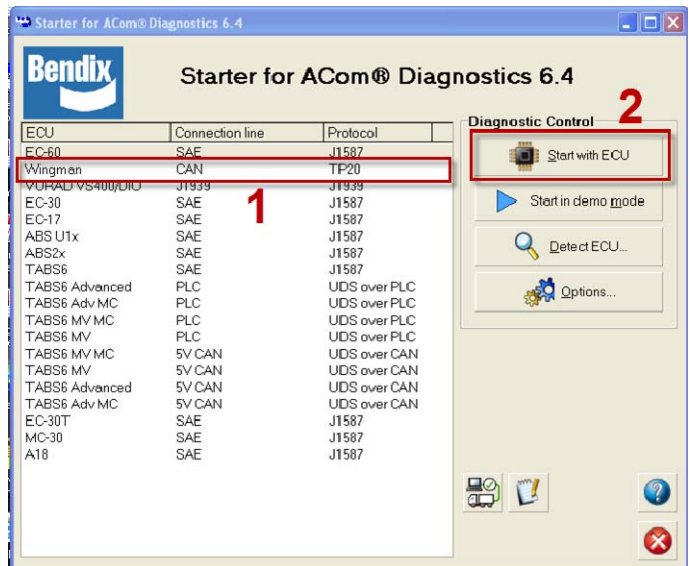 Starter for ACom® Diagnostics 6.4
Bendix
Starter for ACom® Diagnostics 6.4
Diagnostic Control
2
ECU Connection line Protocol
EC-60 SAE J1587
Start with ECU
Wingman CAN TP20
VORAD VS400/DIO J1939 J1939
1
EC-30 SAE J1587
Start in demo mode
EC-17 SAE J1587
ABS U1x SAE J1587
ABS2x SAE J1587
Detect ECU...
TABS6 SAE J1587
TABS6 Advanced PLC UDS over PLC
TABS6 Adv MC PLC UDS over PLC
Options...
TABS6 MV MC PLC UDS over PLC
TABS6 MV PLC UDS over PLC
TABS6 MV MC 5V CAN UDS over CAN
TABS6 MV 5V CAN UDS over CAN
TABS6 Advanced 5V CAN UDS over CAN
TABS6 Adv MC 5V CAN UDS over CAN
EC-30T SAE J1587
MC-30 SAE J1587
A18 SAE J1587